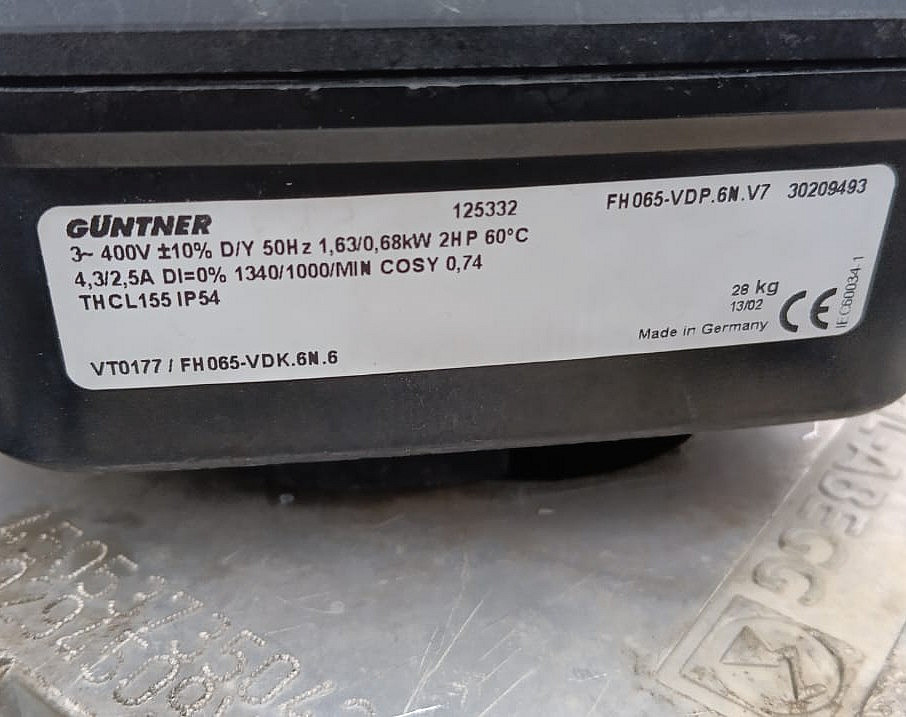 GÜNTNER
125332
FH065-VDP.6N.V7 30209493
3~ 400V ±10% D/Y 50Hz 1,63/0,68kW 2HP 60°C
4,3/2,5A DI=0% 1340/1000/MIN COSY 0,74
THCL155 IP54
28 kg
13/02
Made in Germany
CE
IEC60034-1
VT0177 / FH065-VDK.6N.6
ABEGG